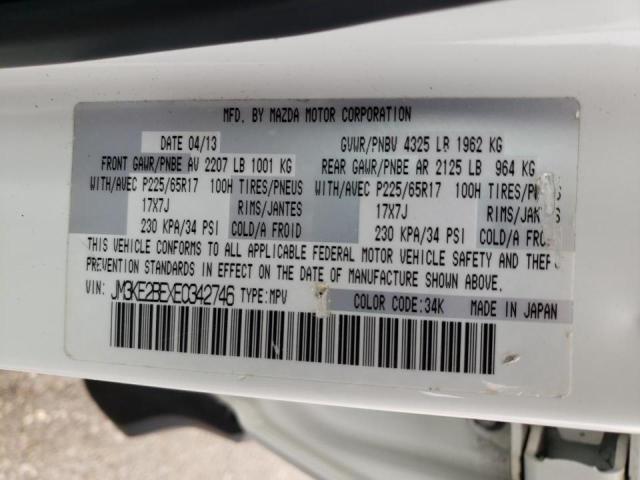 MFD. BY MAZDA MOTOR CORPORATION
DATE 04/13 GVWR/PNBV 4325 LB 1962 KG
FRONT GAWR/PNBE AV 2207 LB 1001 KG REAR GAWR/PNBE AR 2125 LB 964 KG
WITH/AVEC P225/65R17 100H TIRES/PNEUS WITH/AVEC P225/65R17 100H TIRES/PNEUS
17X7J RIMS/JANTES 17X7J RIMS/JANTES
230 KPA/34 PSI COLD/A FROID 230 KPA/34 PSI COLD/A FROID
THIS VEHICLE CONFORMS TO ALL APPLICABLE FEDERAL MOTOR VEHICLE SAFETY AND THEFT
PREVENTION STANDARDS IN EFFECT ON THE DATE OF MANUFACTURE SHOWN ABOVE.
VIN: JM3KE2BEXE0342746 TYPE:MPV COLOR CODE:34K MADE IN JAPAN